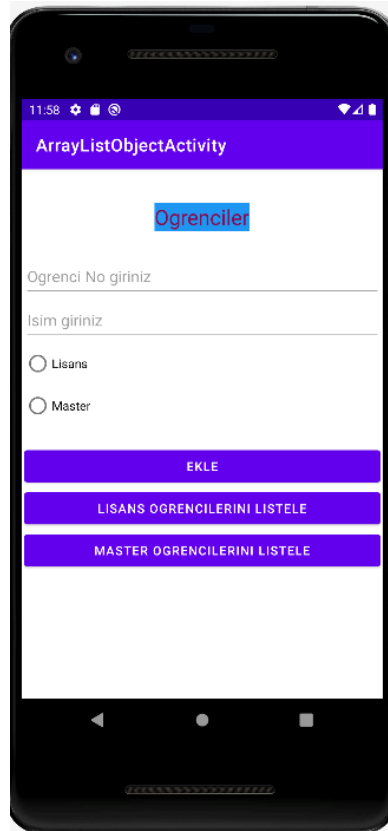 11:58
ArrayListObjectActivity
Ogrenciler
Ogrenci No giriniz
Isim giriniz
Lisans
Master
EKLE
LISANS OGRENCILERINI LISTELE
MASTER OGRENCILERINI LISTELE